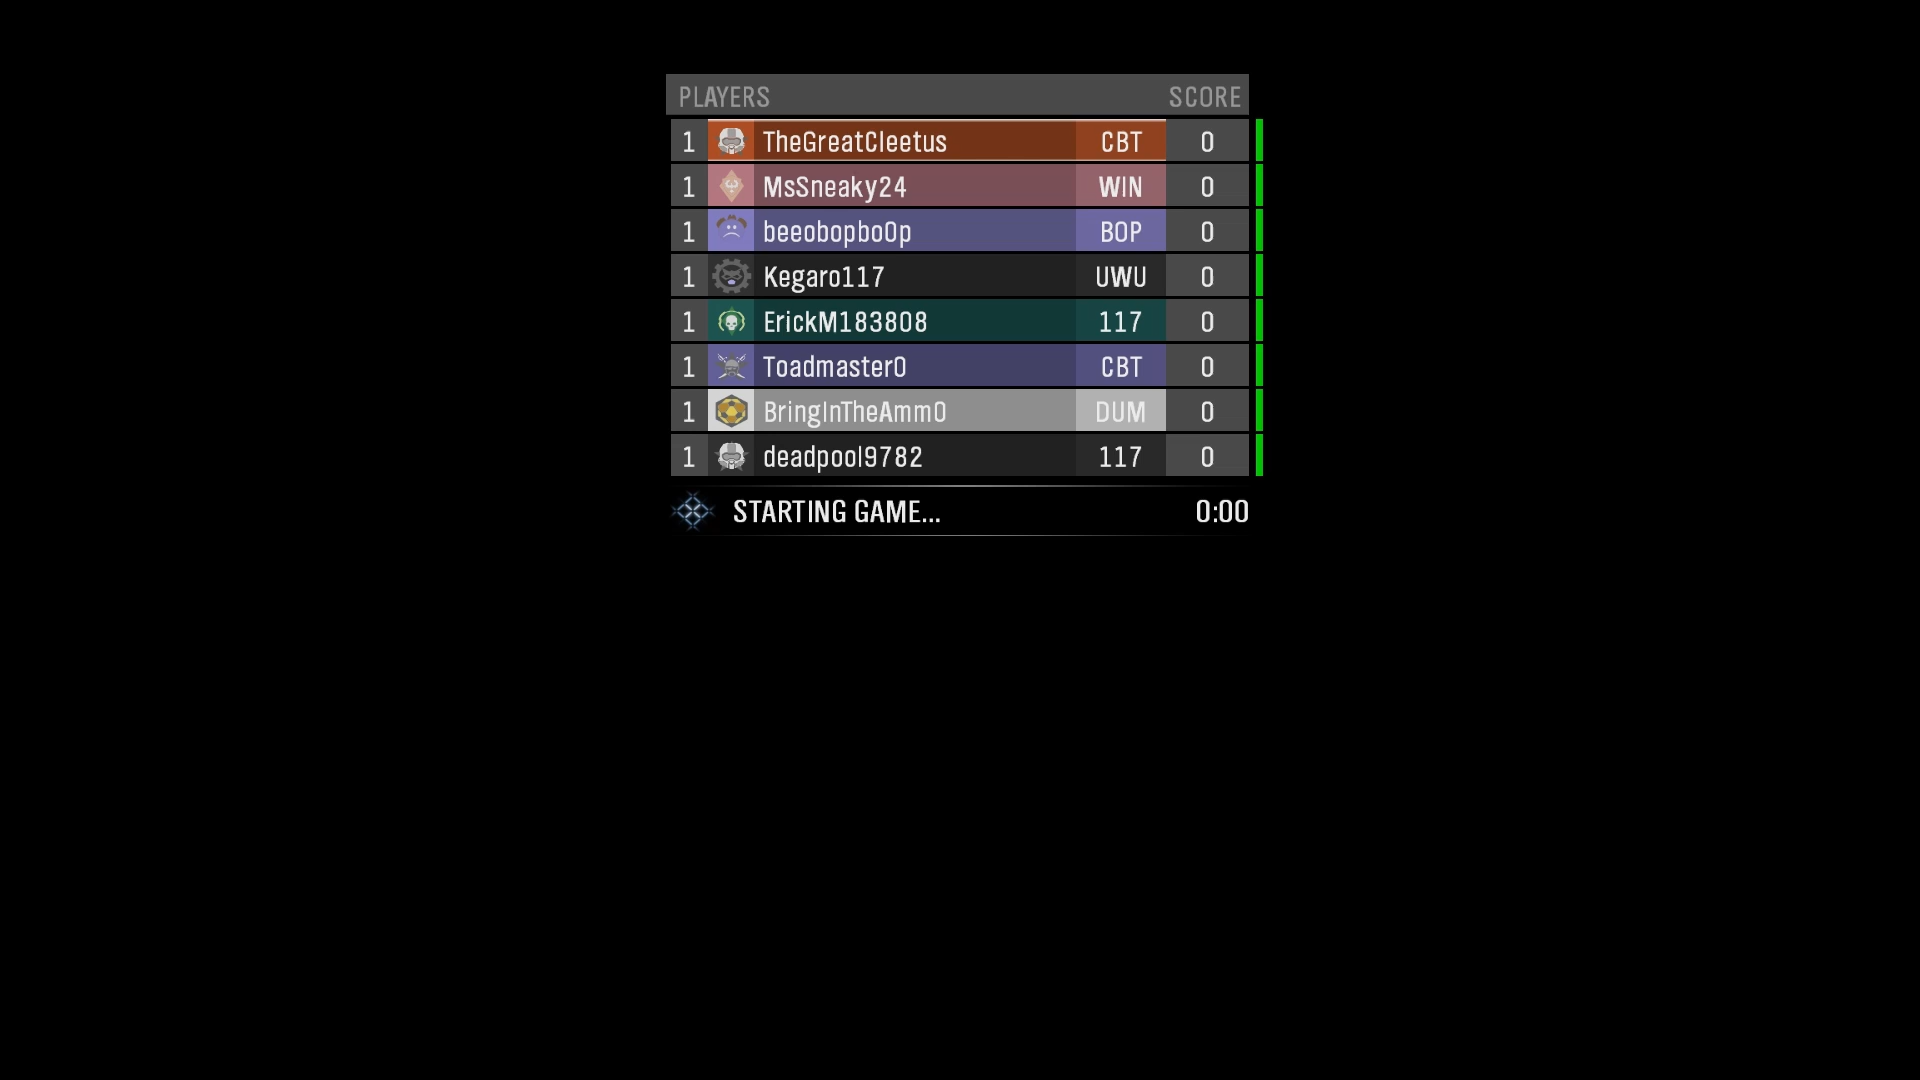 PLAYERS SCORE
1 TheGreatCleetus CBT 0
1 MsSneaky24 WIN 0
1 beeobopbo0p BOP 0
1 Kegaro117 UWU 0
1 ErickM183808 117 0
1 Toadmaster0 CBT 0
1 BringInTheAmm0 DUM 0
1 deadpool9782 117 0
STARTING GAME... 0:00